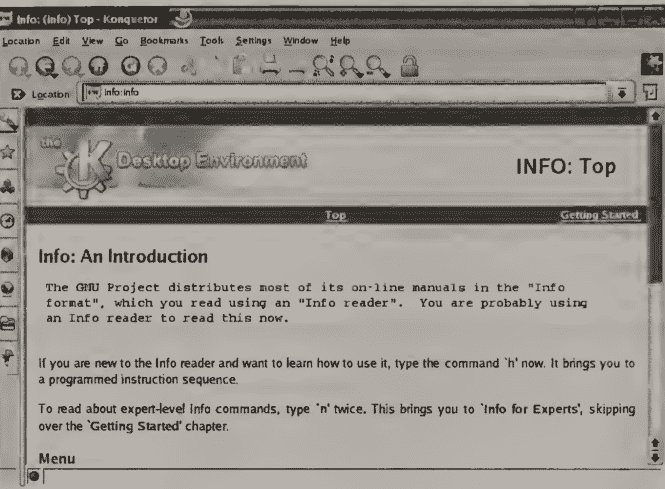 Info: (info) Top - Konqueror
Location Edit View Go Bookmarks Tools Settings Window Help
Location info:info
the K Desktop Environment
INFO: Top
Top Getting Started
Info: An Introduction
The GNU Project distributes most of its on-line manuals in the "Info
format", which you read using an "Info reader". You are probably using
an Info reader to read this now.
If you are new to the Info reader and want to learn how to use it, type the command `h' now. It brings you to
a programmed instruction sequence.
To read about expert-level Info commands, type `n' twice. This brings you to `Info for Experts', skipping
over the `Getting Started' chapter.
Menu